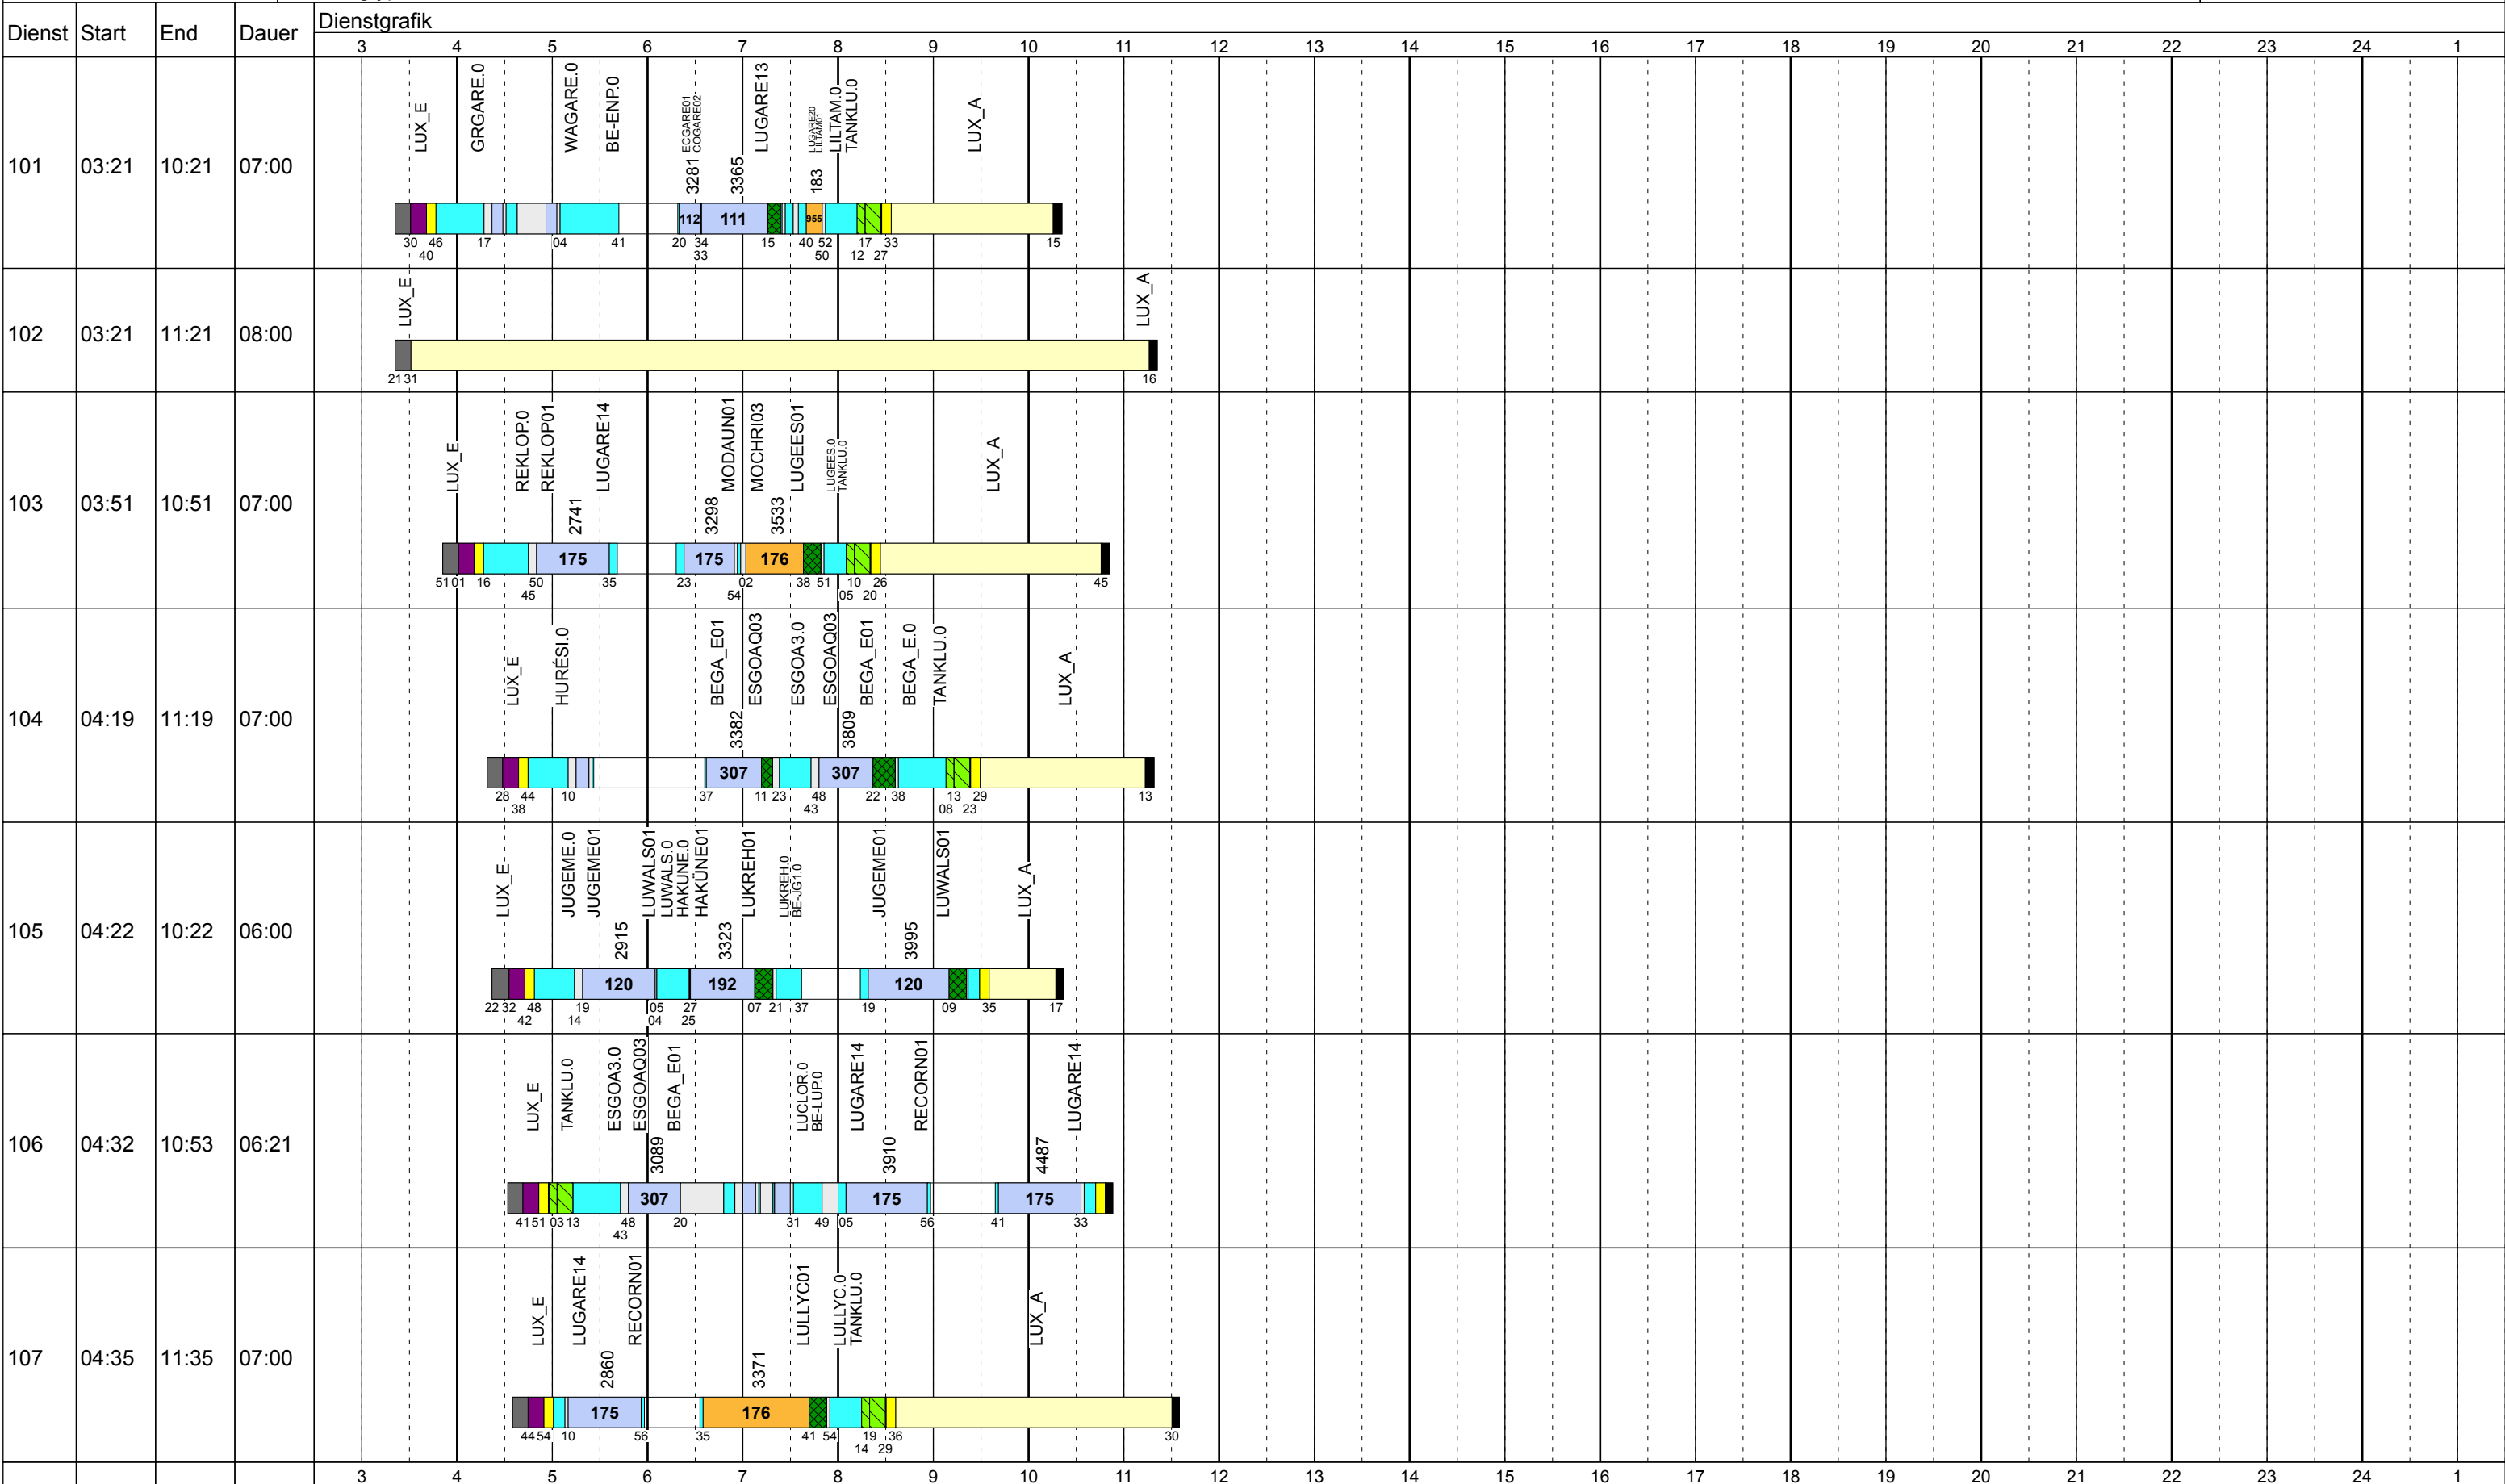 Dienst Start End Dauer Dienstgrafik
3 4 5 6 7 8 9 10 11 12 13 14 15 16 17 18 19 20 21 22 23 24 1
101 03:21 10:21 07:00
LUX_E GRGARE.0 WAGARE.0 BE-ENP.0 ECGARE01 COGARE02 LUGARE13 LUGARE20 LILTAM01 LILTAM.0 TANKLU.0 LUX_A
3281 3365 183
112 111 955
30 46 17 04 41 20 34 15 40 52 17 33 15
40 33 50 12 27
102 03:21 11:21 08:00
LUX_E LUX_A
21 31 16
103 03:51 10:51 07:00
LUX_E REKLOP.0 REKLOP01 LUGARE14 MODAUN01 MOCHRI03 LUGEES01 LUGEES.0 TANKLU.0 LUX_A
2741 3298 3533
175 175 176
51 01 16 50 35 23 02 38 51 10 26 45
45 54 05 20
104 04:19 11:19 07:00
LUX_E HURÉSI.0 BEGA_E01 ESGOAQ03 ESGOA3.0 ESGOAQ03 BEGA_E01 BEGA_E.0 TANKLU.0 LUX_A
3382 3809
307 307
28 44 10 37 11 23 48 22 38 13 29 13
38 43 08 23
105 04:22 10:22 06:00
LUX_E JUGEME.0 JUGEME01 LUWALS01 LUWALS.0 HAKÜNE.0 HAKÜNE01 LUKREH01 LUKREH.0 BE-JG1.0 JUGEME01 LUWALS01 LUX_A
2915 3323 3995
120 192 120
22 32 48 19 05 27 07 21 37 19 09 35 17
42 14 04 25
106 04:32 10:53 06:21
LUX_E TANKLU.0 ESGOA3.0 ESGOAQ03 BEGA_E01 LUCLOR.0 BE-LUP.0 LUGARE14 RECORN01 LUGARE14
3089 3910 4487
307 175 175
41 51 03 13 48 20 31 49 05 56 41 33
43
107 04:35 11:35 07:00
LUX_E LUGARE14 RECORN01 LULLYC01 LULLYC.0 TANKLU.0 LUX_A
2860 3371
175 176
44 54 10 56 35 41 54 19 36 30
14 29
3 4 5 6 7 8 9 10 11 12 13 14 15 16 17 18 19 20 21 22 23 24 1